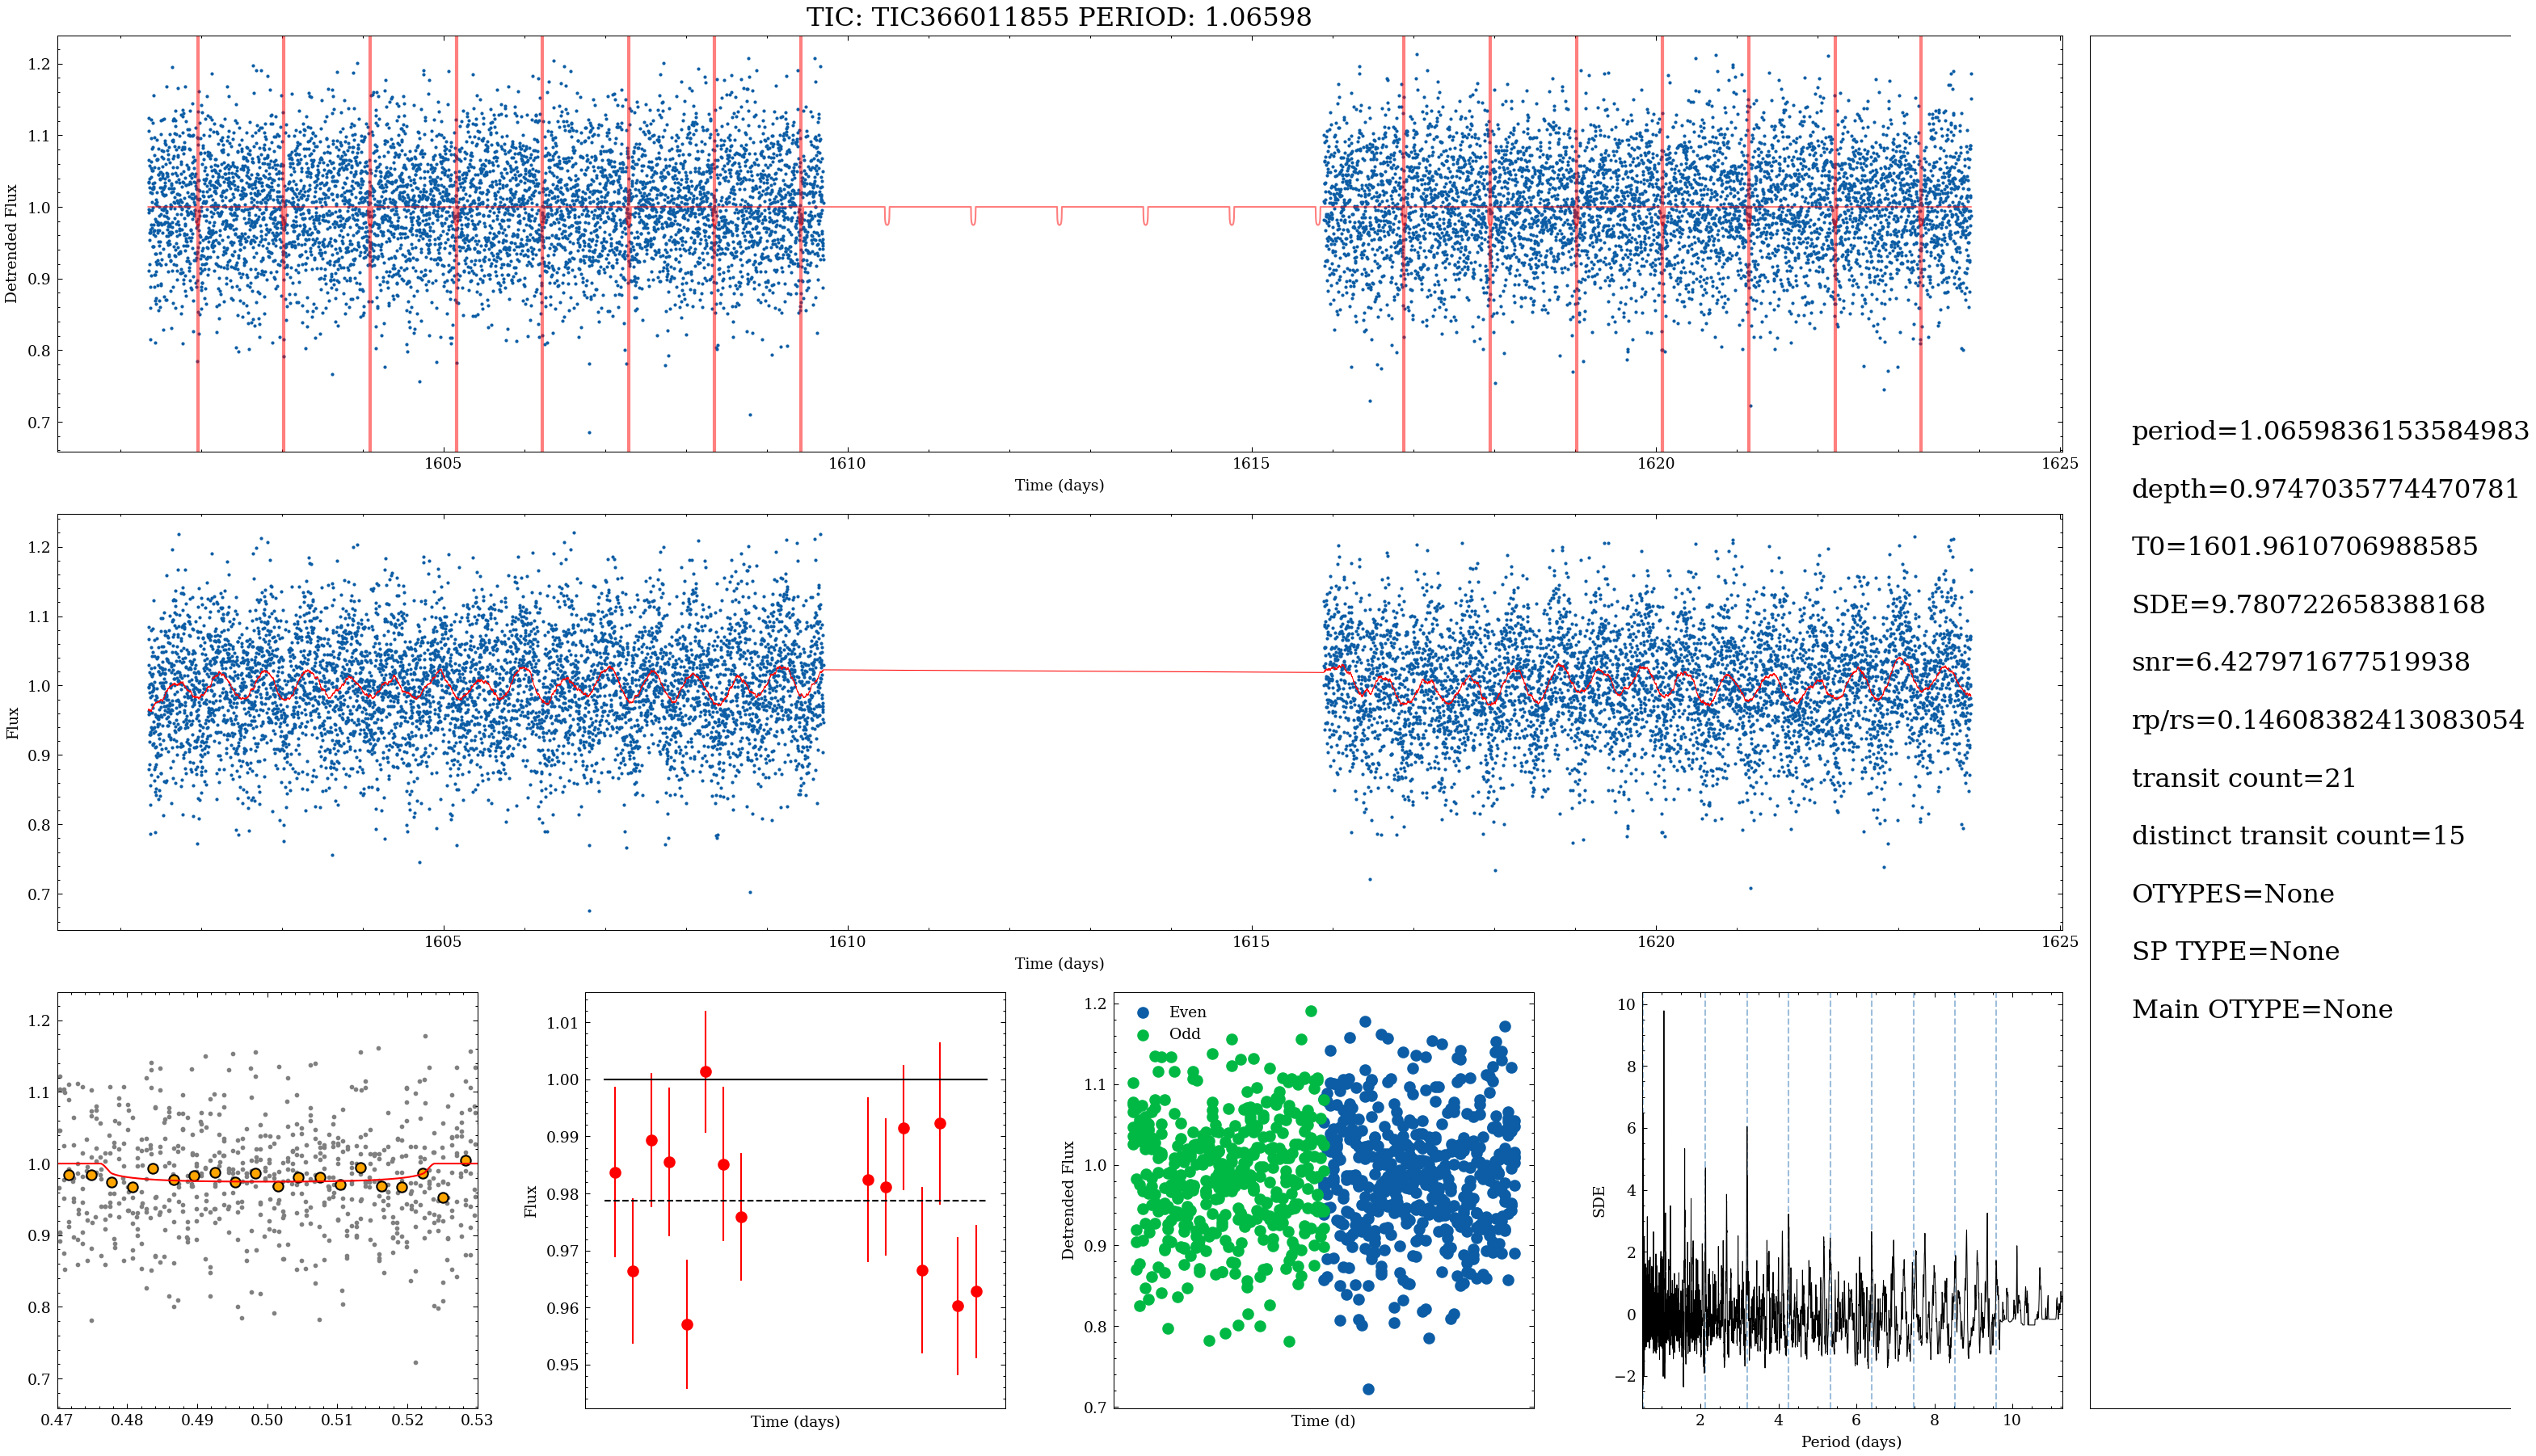 TIC: TIC366011855 PERIOD: 1.06598
1.2
1.1
1.0
0.9
0.8
0.7
Detrended Flux
1605
1610
1615
1620
1625
Time (days)
1.2
1.1
1.0
0.9
0.8
0.7
Flux
1605
1610
1615
1620
1625
Time (days)
1.2
1.1
1.0
0.9
0.8
0.7
0.47
0.48
0.49
0.50
0.51
0.52
0.53
1.01
1.00
0.99
0.98
0.97
0.96
0.95
Flux
Time (days)
1.2
1.1
1.0
0.9
0.8
0.7
Detrended Flux
Even
Odd
Time (d)
10
8
6
4
2
0
−2
SDE
2
4
6
8
10
Period (days)
period=1.0659836153584983
depth=0.9747035774470781
T0=1601.9610706988585
SDE=9.780722658388168
snr=6.427971677519938
rp/rs=0.14608382413083054
transit count=21
distinct transit count=15
OTYPES=None
SP TYPE=None
Main OTYPE=None